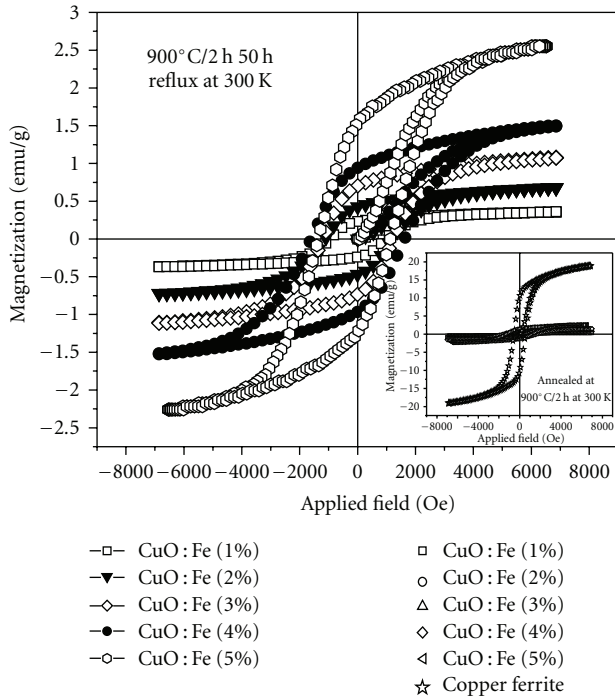 3
2.5
2
1.5
1
0.5
0
−0.5
−1
−1.5
−2
−2.5
Magnetization (emu/g)
900°C/2 h 50 h
reflux at 300 K
−8000 −6000 −4000 −2000 0 2000 4000 6000 8000
Applied field (Oe)
20
15
10
5
0
−5
−10
−15
−20
Magnetization (emu/g)
Annealed at
900°C/2 h at 300 K
−8000 −4000 0 4000 8000
Applied field (Oe)
CuO : Fe (1%)
CuO : Fe (2%)
CuO : Fe (3%)
CuO : Fe (4%)
CuO : Fe (5%)
CuO : Fe (1%)
CuO : Fe (2%)
CuO : Fe (3%)
CuO : Fe (4%)
CuO : Fe (5%)
Copper ferrite